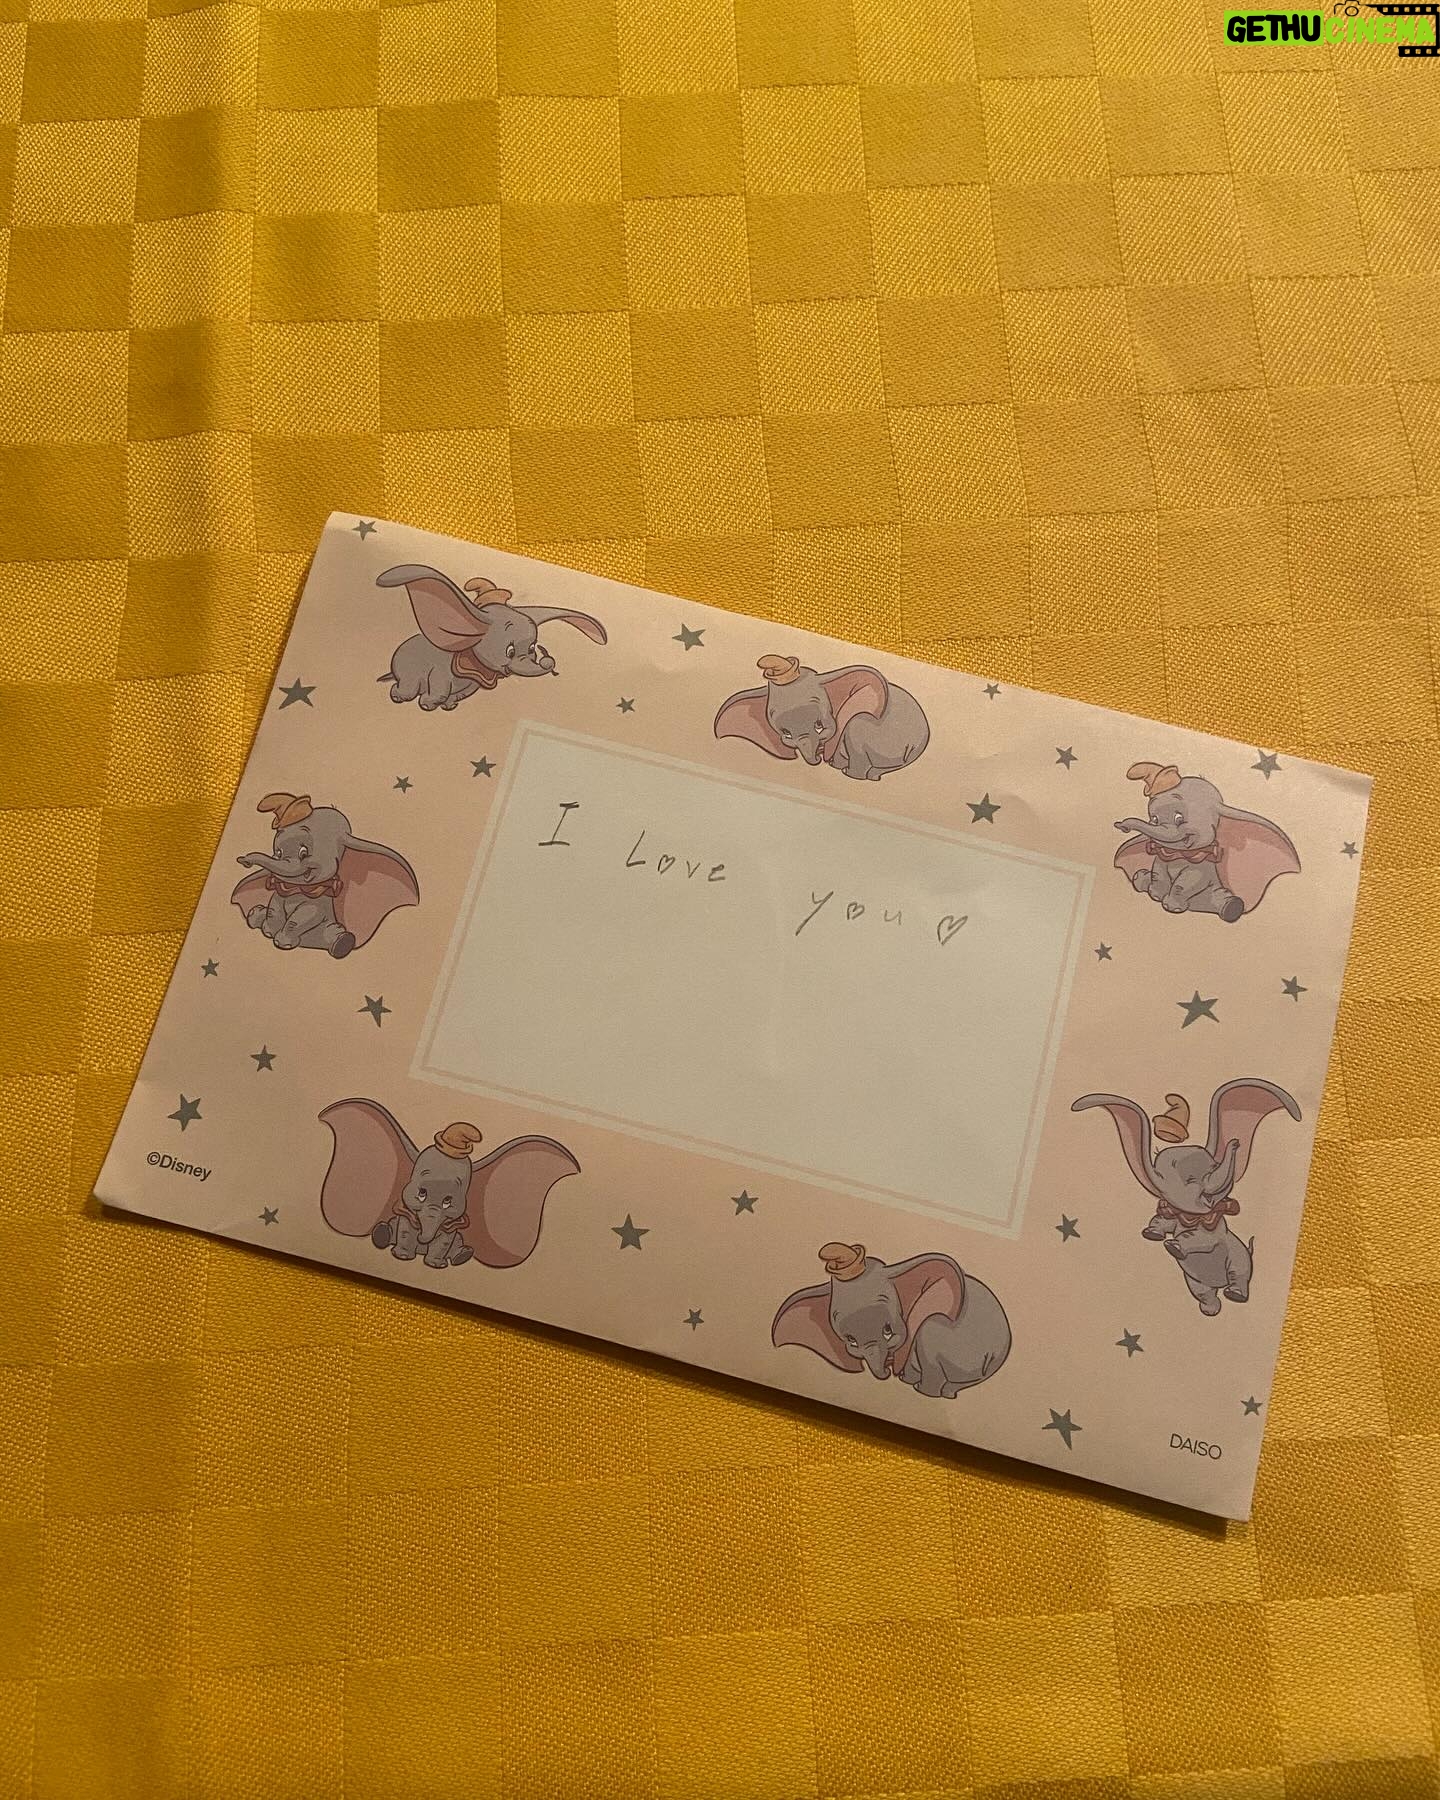 GETHUCINEMA
I Love you ♡
©Disney
DAISO